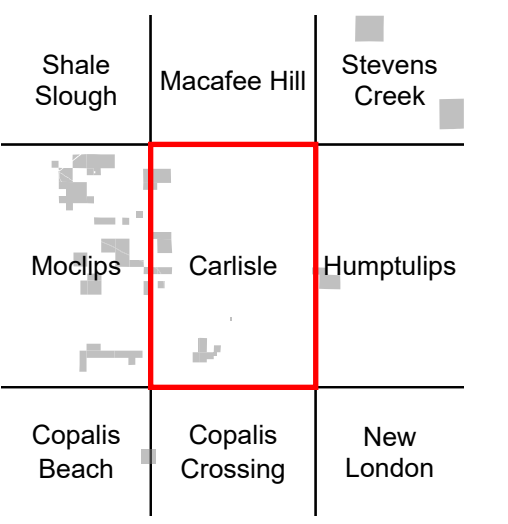 Shale
Slough
Macafee Hill
Stevens
Creek
Moclips
Carlisle
Humptulips
Copalis
Beach
Copalis
Crossing
New
London